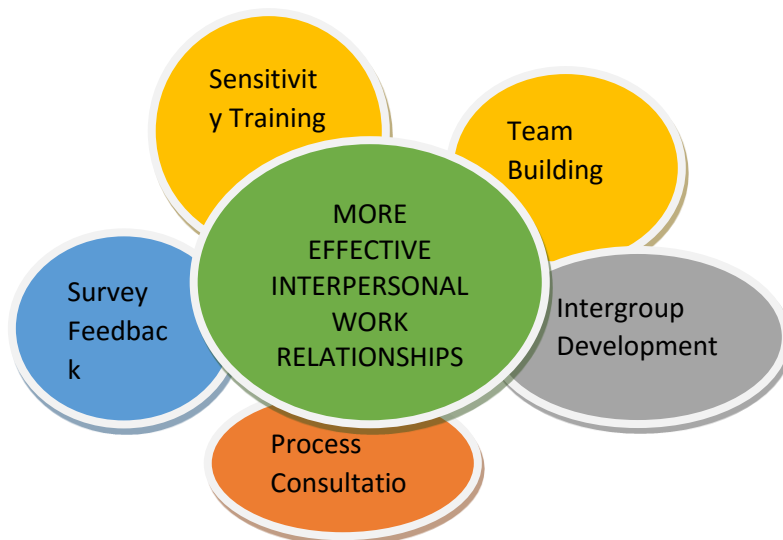 Sensitivit
y Training
Team
Building
MORE
EFFECTIVE
INTERPERSONAL
WORK
RELATIONSHIPS
Survey
Feedbac
k
Intergroup
Development
Process
Consultatio